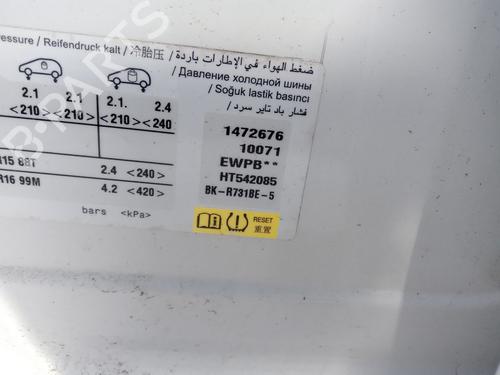 ressure / Reifendruck kalt / 冷胎压 / ضغط الهواء في الإطارات باردة
/ Давление холодной шины
/ Soğuk lastik basıncı
/ فشار باد تایر سرد
2.1 2.1 2.1. 2.4
<210> <210> <210> <240
1472676
10071
EWPB**
HT542085
BK-R731BE-5
R15 88T 2.4 <240>
R16 99M 4.2 <420>
bars <kPa>
RESET
重置
B-PARTS